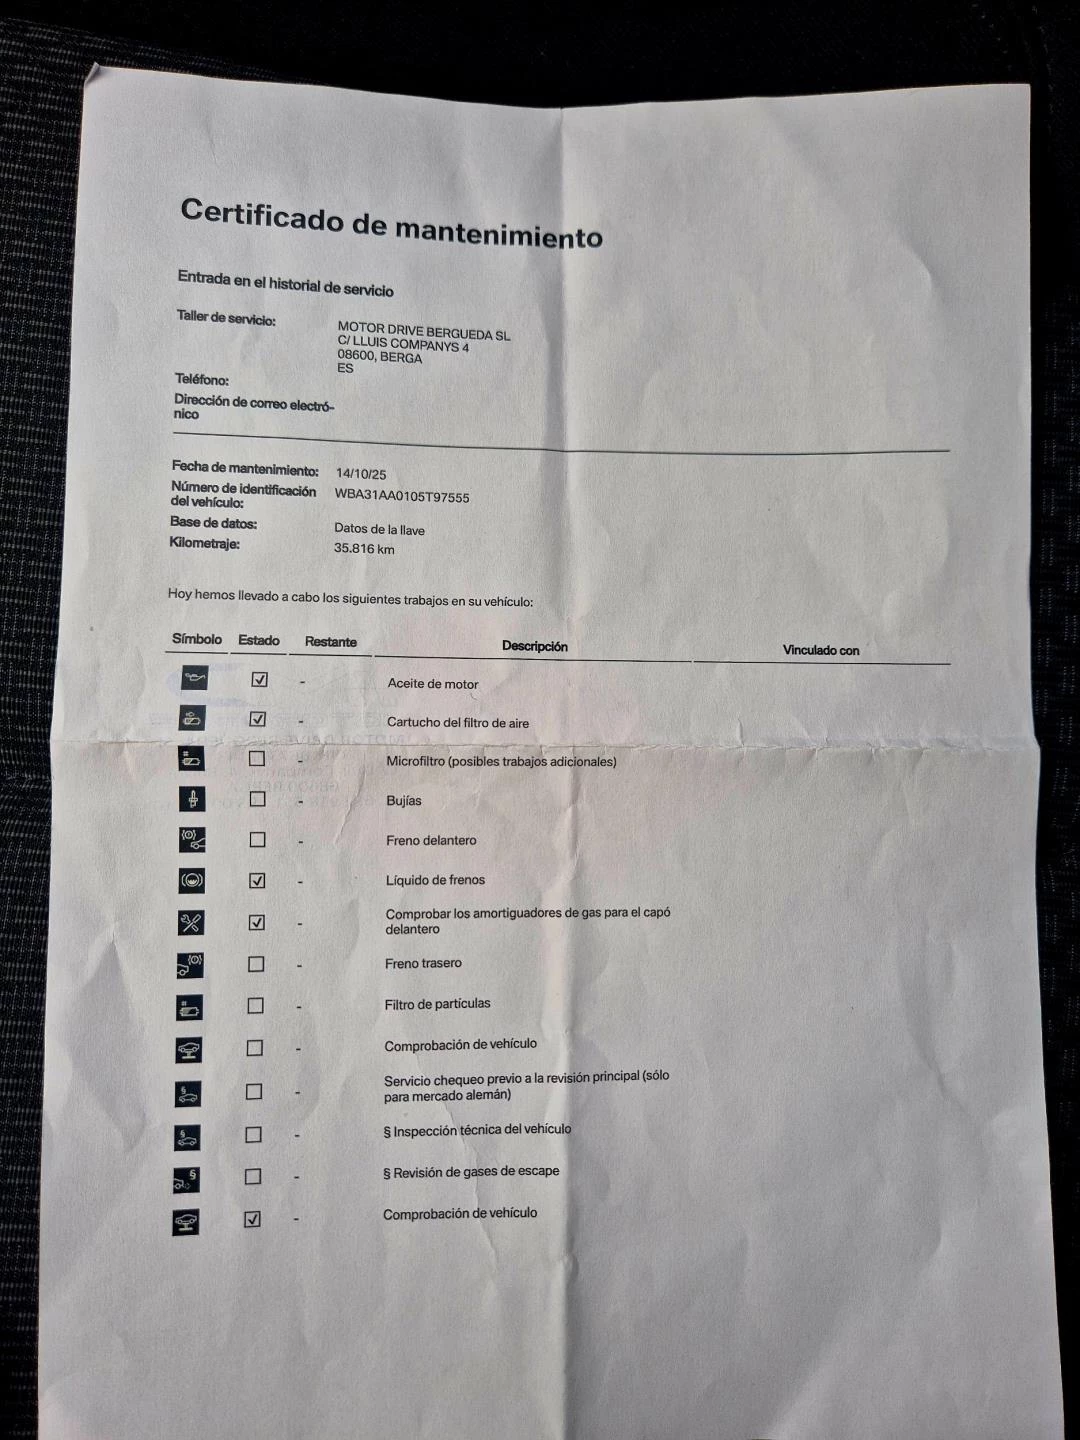 Certificado de mantenimiento
Entrada en el historial de servicio
Taller de servicio:
MOTOR DRIVE BERGUEDA SL
C/ LLUIS COMPANYS 4
08600, BERGA
ES
Teléfono:
Dirección de correo electró-
nico
Fecha de mantenimiento: 14/10/25
Número de identificación
del vehículo: WBA31AA0105T97555
Base de datos: Datos de la llave
Kilometraje: 35.816 km
Hoy hemos llevado a cabo los siguientes trabajos en su vehículo:
Símbolo Estado Restante Descripción Vinculado con
- Aceite de motor
- Cartucho del filtro de aire
- Microfiltro (posibles trabajos adicionales)
- Bujías
- Freno delantero
- Líquido de frenos
- Comprobar los amortiguadores de gas para el capó
delantero
- Freno trasero
- Filtro de partículas
- Comprobación de vehículo
- Servicio chequeo previo a la revisión principal (sólo
para mercado alemán)
- § Inspección técnica del vehículo
- § Revisión de gases de escape
- Comprobación de vehículo